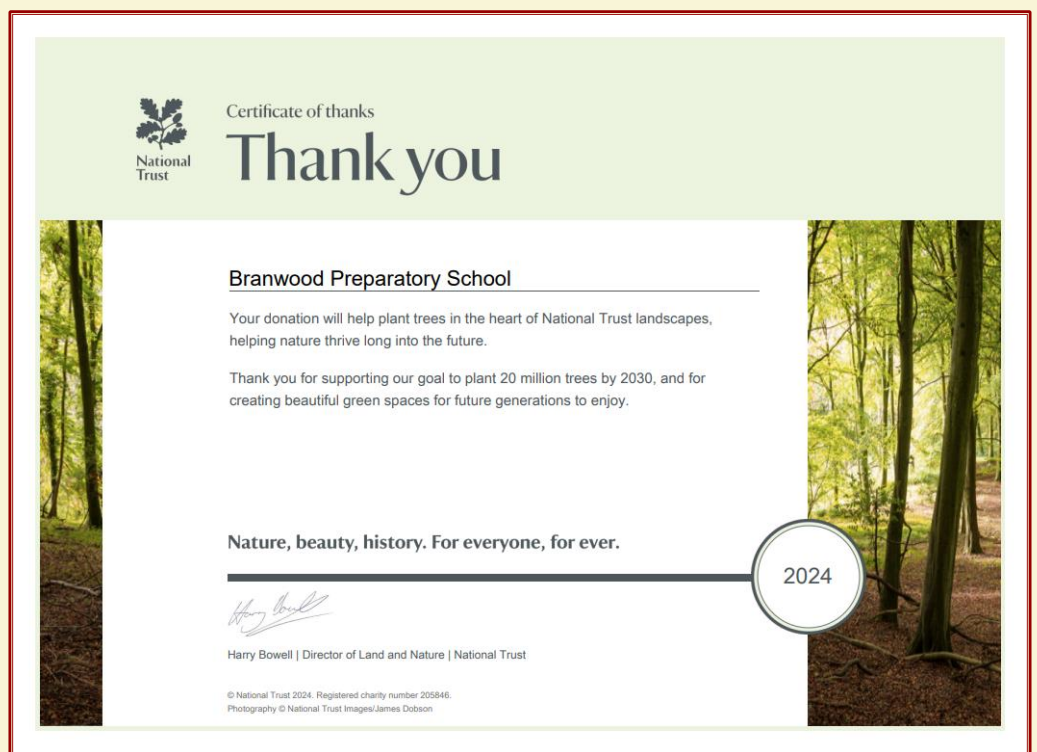 National
Trust
Certificate of thanks
Thank you
Branwood Preparatory School
Your donation will help plant trees in the heart of National Trust landscapes,
helping nature thrive long into the future.
Thank you for supporting our goal to plant 20 million trees by 2030, and for
creating beautiful green spaces for future generations to enjoy.
Nature, beauty, history. For everyone, for ever.
2024
Harry Bowell
Harry Bowell | Director of Land and Nature | National Trust
© National Trust 2024. Registered charity number 205846.
Photography © National Trust Images/James Dobson